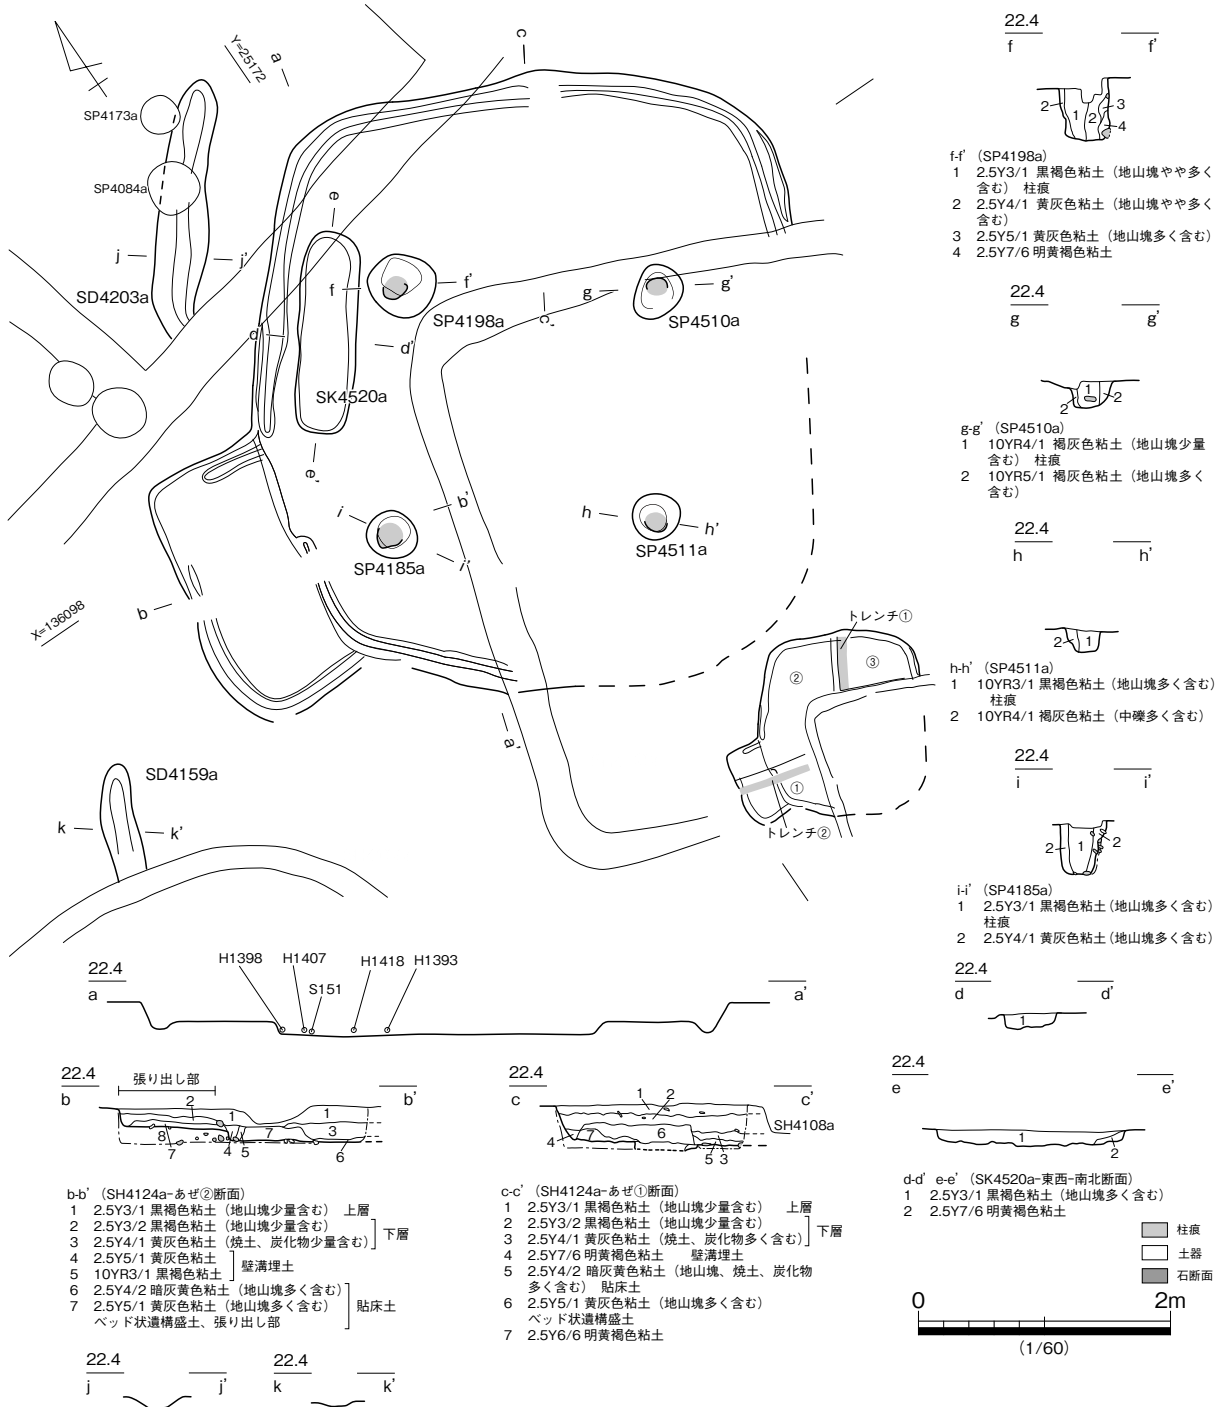 Y=25172
a
c
SP4173a
SP4084a
e
j
j'
SD4203a
f
f'
SP4198a
g
g'
SP4510a
c'
d
d'
SK4520a
e'
b'
i
i'
SP4185a
h
h'
SP4511a
b
X=136098
a'
トレンチ①
②
③
①
トレンチ②
SD4159a
k
k'
22.4
f
f'
2
1
2
3
4
f-f'（SP4198a）
1 2.5Y3/1 黒褐色粘土（地山塊やや多く
含む） 柱痕
2 2.5Y4/1 黄灰色粘土（地山塊やや多く
含む）
3 2.5Y5/1 黄灰色粘土（地山塊多く含む）
4 2.5Y7/6 明黄褐色粘土
22.4
g
g'
1
2
2
g-g'（SP4510a）
1 10YR4/1 褐灰色粘土（地山塊少量
含む） 柱痕
2 10YR5/1 褐灰色粘土（地山塊多く
含む）
22.4
h
h'
2
1
h-h'（SP4511a）
1 10YR3/1 黒褐色粘土（地山塊多く含む）
柱痕
2 10YR4/1 褐灰色粘土（中礫多く含む）
22.4
i
i'
2
1
2
i-i'（SP4185a）
1 2.5Y3/1 黒褐色粘土（地山塊多く含む）
柱痕
2 2.5Y4/1 黄灰色粘土（地山塊多く含む）
22.4
a
a'
H1398
H1407
S151
H1418
H1393
22.4
d
d'
1
22.4
b
b'
張り出し部
2
1
1
8
7
3
7
4
5
6
22.4
c
c'
1
2
7
6
4
5
3
SH4108a
22.4
e
e'
1
2
b-b'（SH4124a-あぜ②断面）
1 2.5Y3/1 黒褐色粘土（地山塊少量含む） 上層
2 2.5Y3/2 黒褐色粘土（地山塊少量含む）
3 2.5Y4/1 黄灰色粘土（焼土、炭化物少量含む）
下層
4 2.5Y5/1 黄灰色粘土
5 10YR3/1 黒褐色粘土
壁溝埋土
6 2.5Y4/2 暗灰黄色粘土（地山塊多く含む）
7 2.5Y5/1 黄灰色粘土（地山塊多く含む）
ベッド状遺構盛土、張り出し部
貼床土
c-c'（SH4124a-あぜ①断面）
1 2.5Y3/1 黒褐色粘土（地山塊少量含む） 上層
2 2.5Y3/2 黒褐色粘土（地山塊少量含む）
3 2.5Y4/1 黄灰色粘土（焼土、炭化物多く含む）
下層
4 2.5Y7/6 明黄褐色粘土 壁溝埋土
5 2.5Y4/2 暗灰黄色粘土（地山塊、焼土、炭化物
多く含む） 貼床土
6 2.5Y5/1 黄灰色粘土（地山塊多く含む）
ベッド状遺構盛土
7 2.5Y6/6 明黄褐色粘土
d-d' e-e'（SK4520a-東西-南北断面）
1 2.5Y3/1 黒褐色粘土（地山塊多く含む）
2 2.5Y7/6 明黄褐色粘土
柱痕
土器
石断面
0
2m
(1/60)
22.4
j
j'
22.4
k
k'